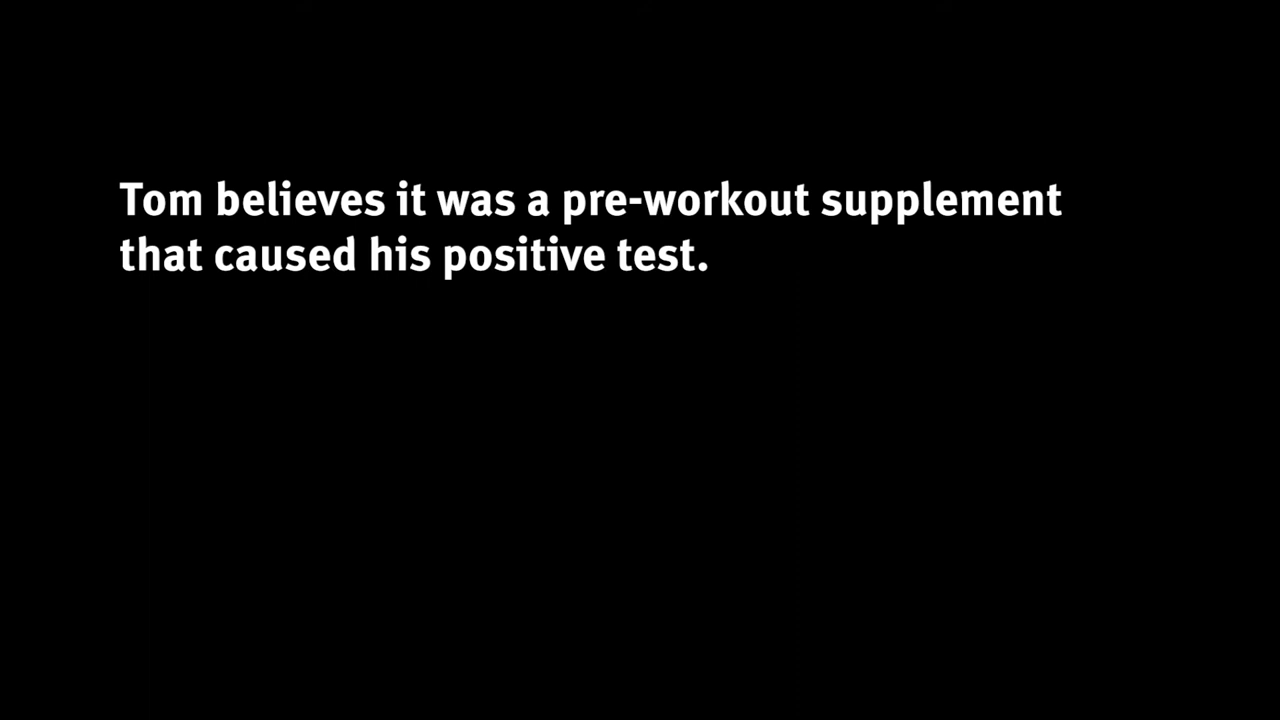 Tom believes it was a pre-workout supplement
that caused his positive test.